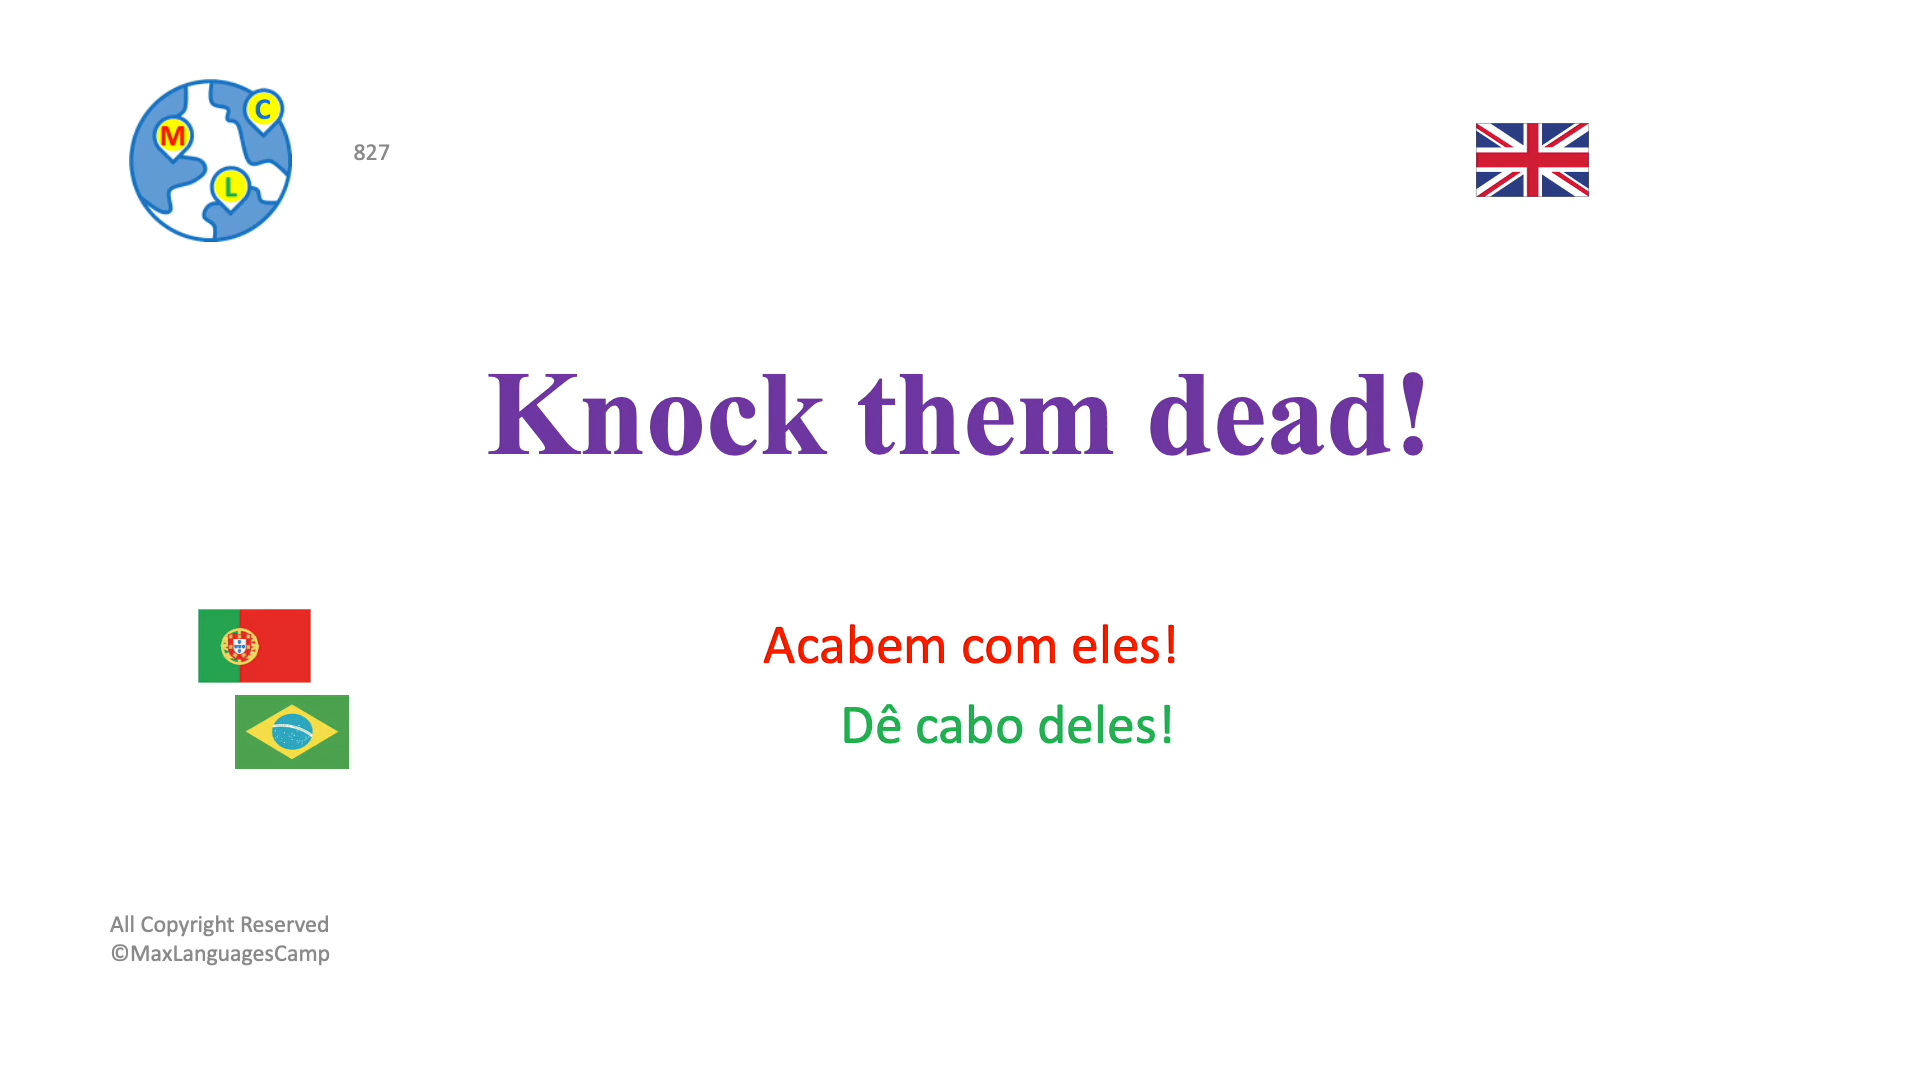 M
C
L
827
Knock them dead!
Acabem com eles!
Dê cabo deles!
All Copyright Reserved
©MaxLanguagesCamp